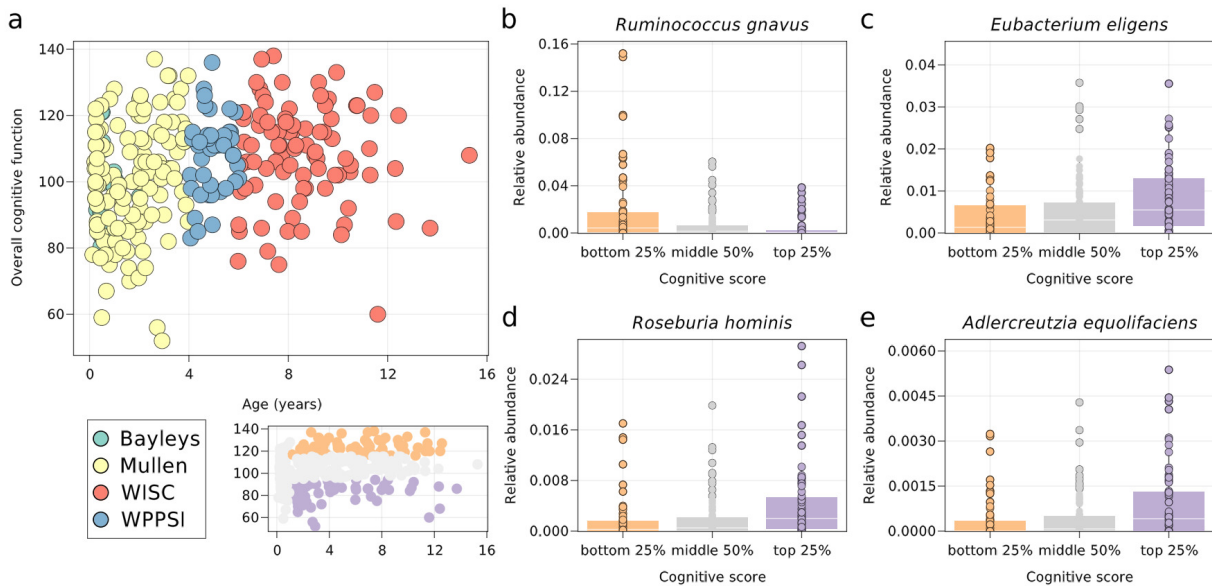 a
Overall cognitive function
140
120
100
80
60
0 4 8 12 16
Age (years)
Bayleys
Mullen
WISC
WPPSI
140
120
100
80
60
0 4 8 12 16
b
Ruminococcus gnavus
Relative abundance
0.16
0.12
0.08
0.04
0.00
bottom 25% middle 50% top 25%
Cognitive score
c
Eubacterium eligens
Relative abundance
0.04
0.03
0.02
0.01
0.00
bottom 25% middle 50% top 25%
Cognitive score
d
Roseburia hominis
Relative abundance
0.024
0.016
0.008
0.000
bottom 25% middle 50% top 25%
Cognitive score
e
Adlercreutzia equolifaciens
Relative abundance
0.0060
0.0045
0.0030
0.0015
0.0000
bottom 25% middle 50% top 25%
Cognitive score